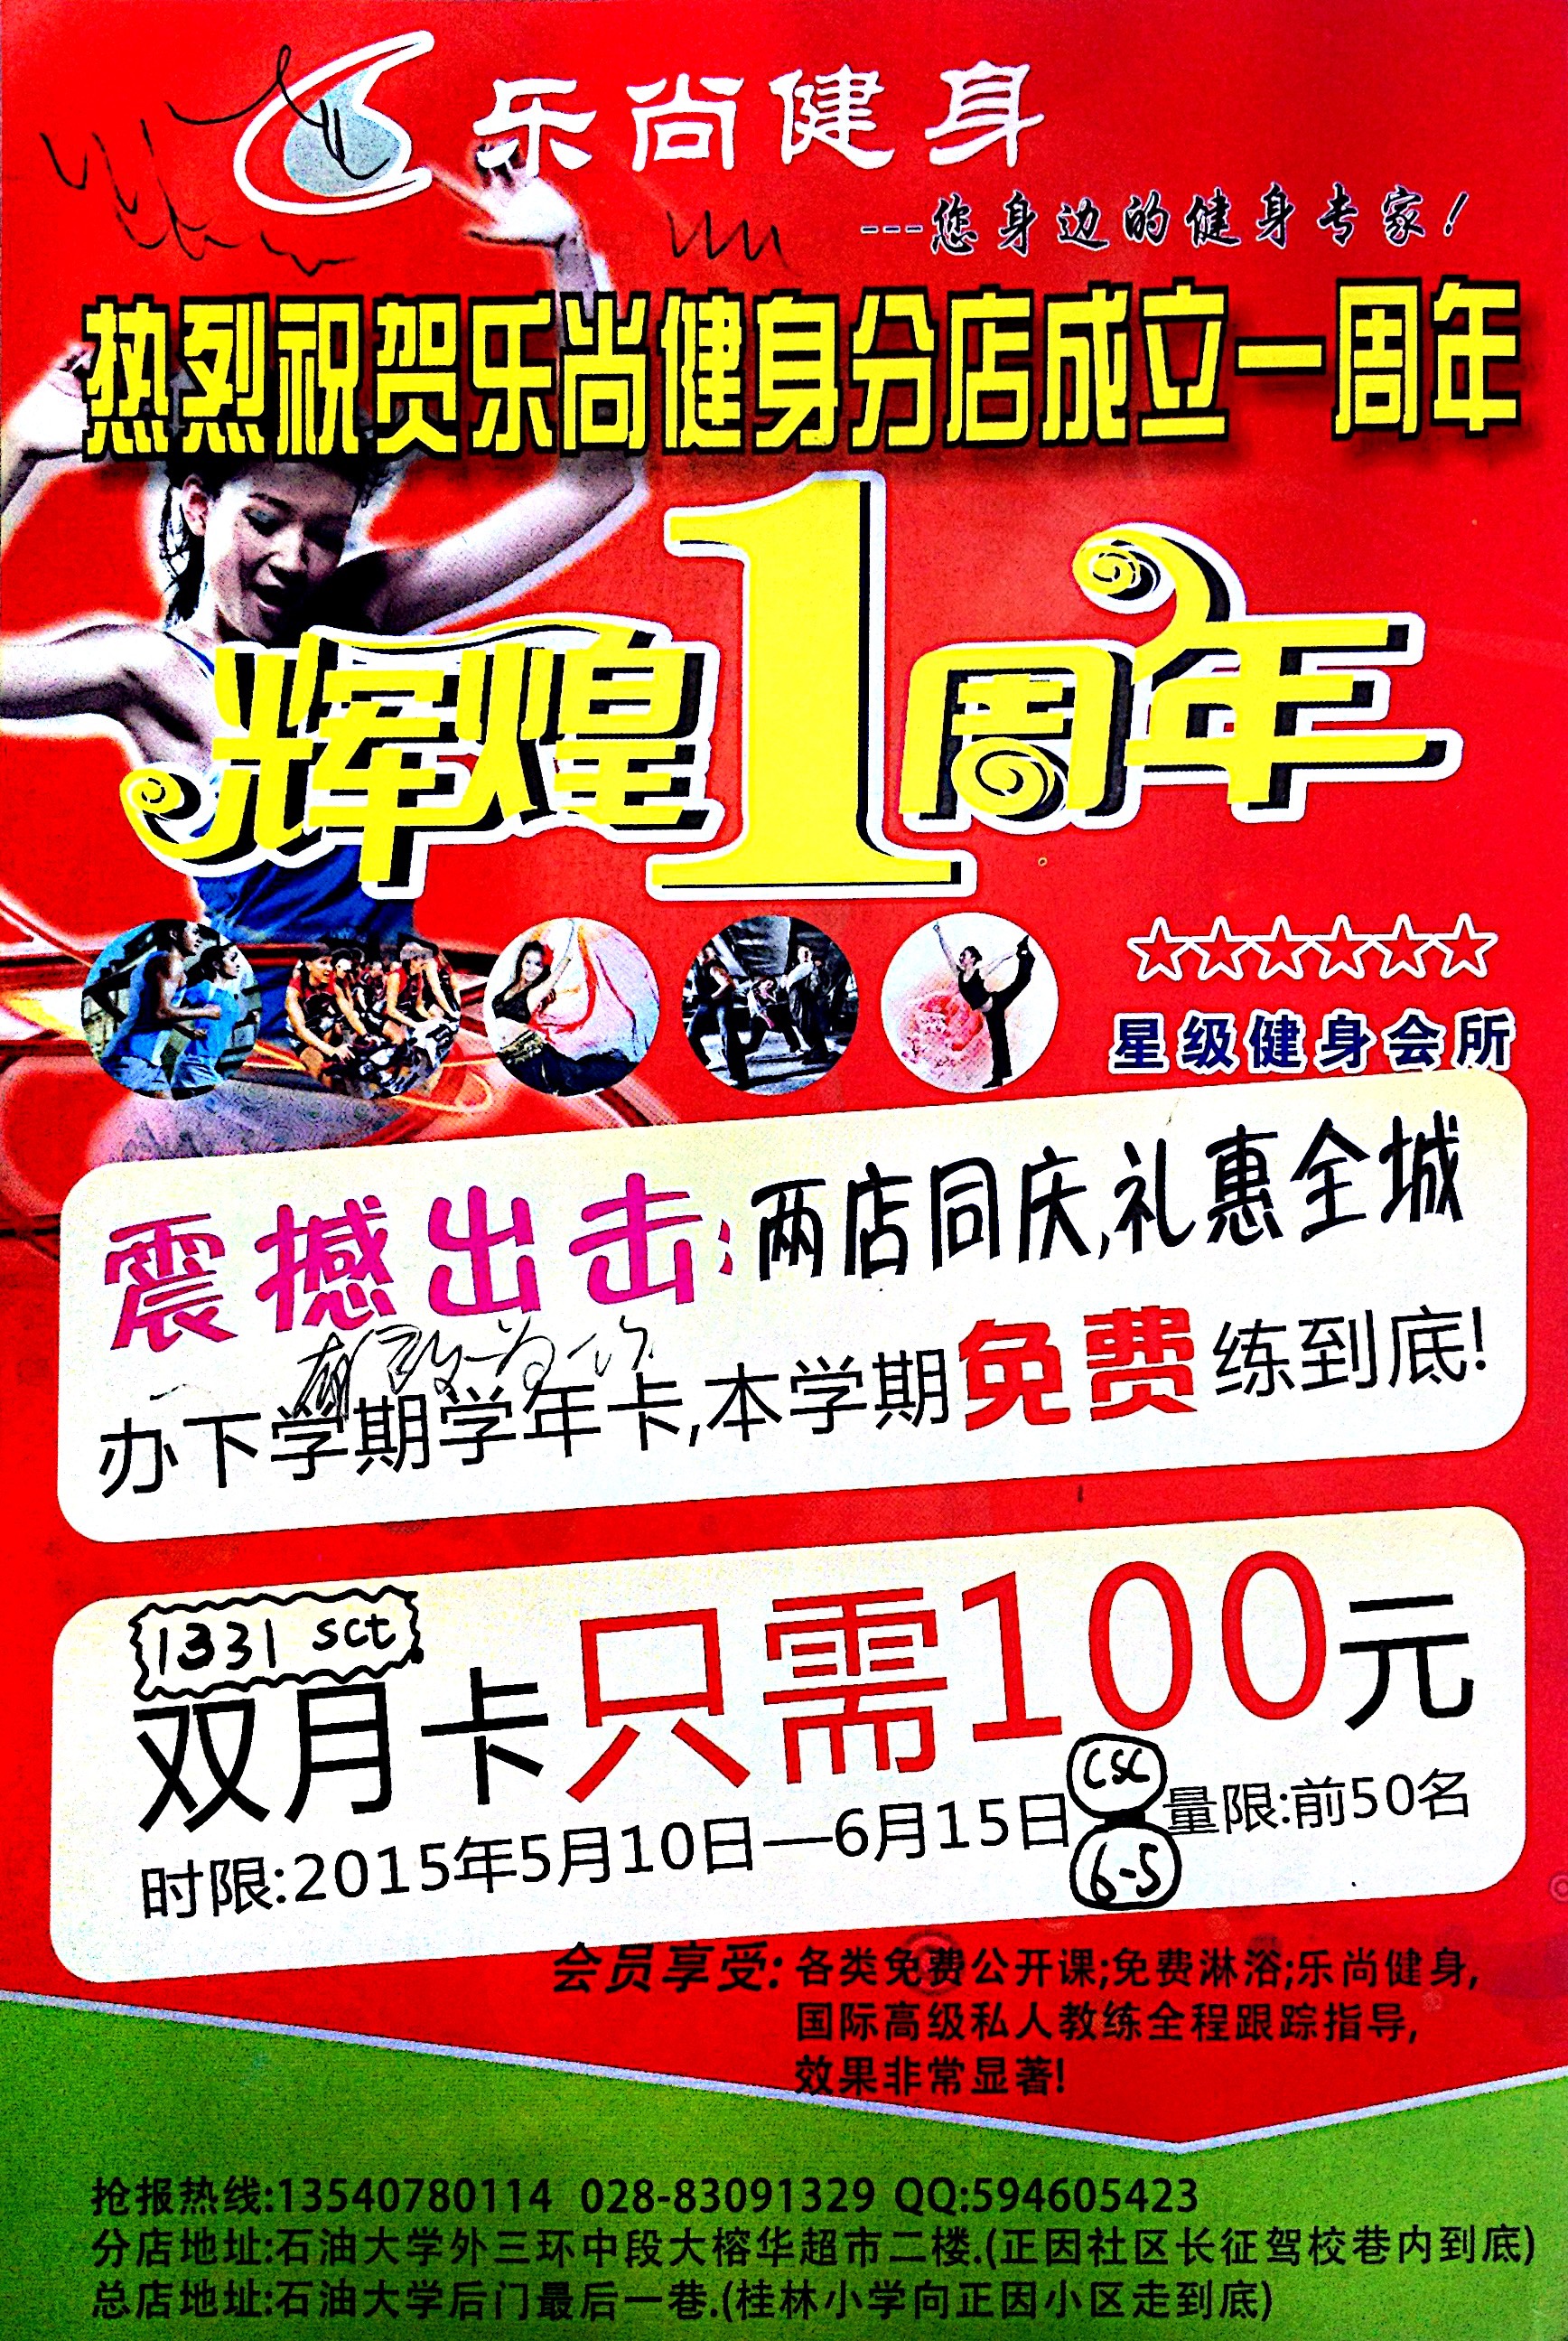 乐尚健身
---您身边的健身专家!
热烈祝贺乐尚健身分店成立一周年
辉煌1周年
星级健身会所
震撼出击:两店同庆,礼惠全城
办下学期学年卡,本学期免费练到底!
1331 sct
双月卡只需100元
csc
时限:2015年5月10日—6月15日 量限:前50名
6-5
会员享受:各类免费公开课;免费淋浴;乐尚健身,
国际高级私人教练全程跟踪指导,
效果非常显著!
抢报热线:13540780114 028-83091329 QQ:594605423
分店地址:石油大学外三环中段大榕华超市二楼.(正因社区长征驾校巷内到底)
总店地址:石油大学后门最后一巷.(桂林小学向正因小区走到底)